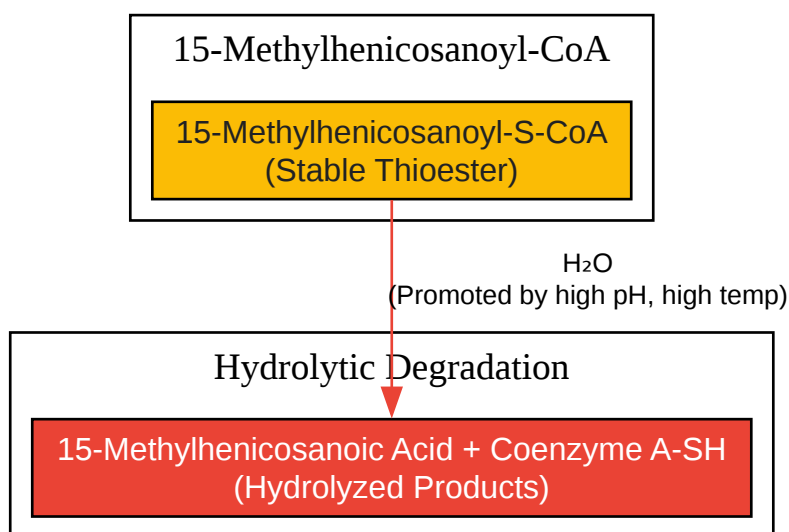 15-Methylhenicosanoyl-CoA
15-Methylhenicosanoyl-S-CoA
(Stable Thioester)
H₂O
(Promoted by high pH, high temp)
Hydrolytic Degradation
15-Methylhenicosanoic Acid + Coenzyme A-SH
(Hydrolyzed Products)